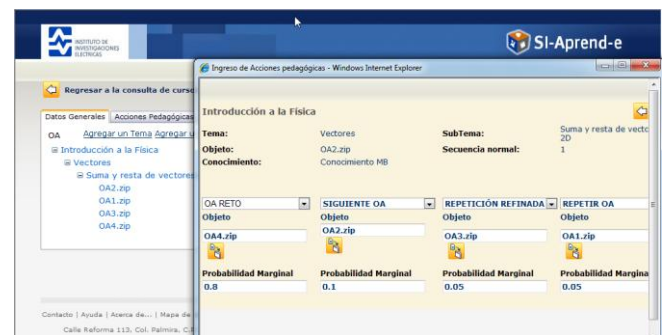 INSTITUTO DE
INVESTIGACIONES
ELÉCTRICAS
SI-Aprend-e
Regresar a la consulta de curso
Datos Generales
Acciones Pedagógicas
OA
Agregar un Tema
Introducción a la Física
Vectores
Suma y resta de vectores
OA2.zip
OA1.zip
OA3.zip
OA4.zip
Contacto | Ayuda | Acerca de... | Mapa de
Calle Reforma 113, Col. Palmira, C.
Ingreso de Acciones pedagógicas - Windows Internet Explorer
Introducción a la Física
Tema: Vectores SubTema: Suma y resta de vecto
2D
Objeto: OA2.zip Secuencia normal: 1
Conocimiento: Conocimiento MB
OA RETO SIGUIENTE OA REPETICIÓN REFINADA REPETIR OA
Objeto Objeto Objeto Objeto
OA4.zip OA2.zip OA3.zip OA1.zip
Probabilidad Marginal Probabilidad Marginal Probabilidad Marginal Probabilidad Margina
0.8 0.1 0.05 0.05